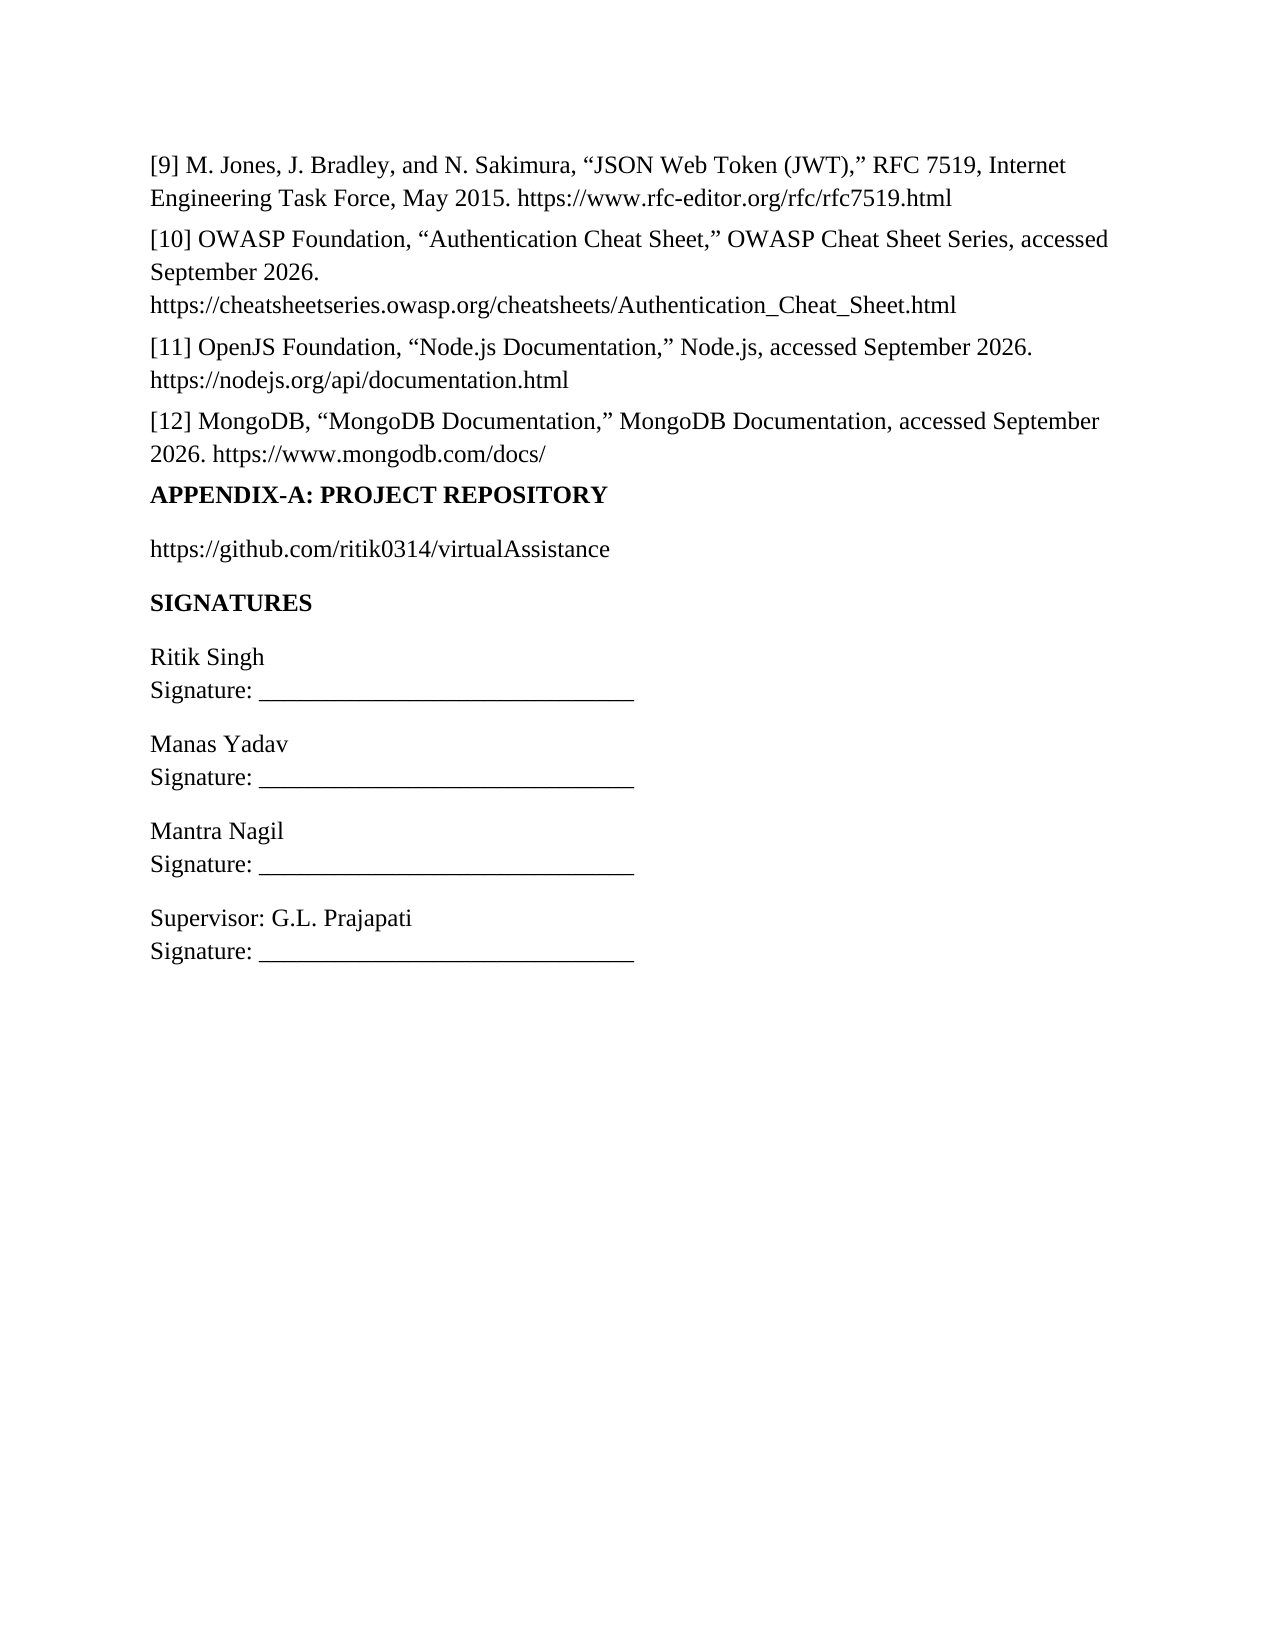 [9] M. Jones, J. Bradley, and N. Sakimura, “JSON Web Token (JWT),” RFC 7519, Internet
Engineering Task Force, May 2015. https://www.rfc-editor.org/rfc/rfc7519.html
[10] OWASP Foundation, “Authentication Cheat Sheet,” OWASP Cheat Sheet Series, accessed
September 2026.
https://cheatsheetseries.owasp.org/cheatsheets/Authentication_Cheat_Sheet.html
[11] OpenJS Foundation, “Node.js Documentation,” Node.js, accessed September 2026.
https://nodejs.org/api/documentation.html
[12] MongoDB, “MongoDB Documentation,” MongoDB Documentation, accessed September
2026. https://www.mongodb.com/docs/
APPENDIX-A: PROJECT REPOSITORY
https://github.com/ritik0314/virtualAssistance
SIGNATURES
Ritik Singh
Signature: ______________________________
Manas Yadav
Signature: ______________________________
Mantra Nagil
Signature: ______________________________
Supervisor: G.L. Prajapati
Signature: ______________________________